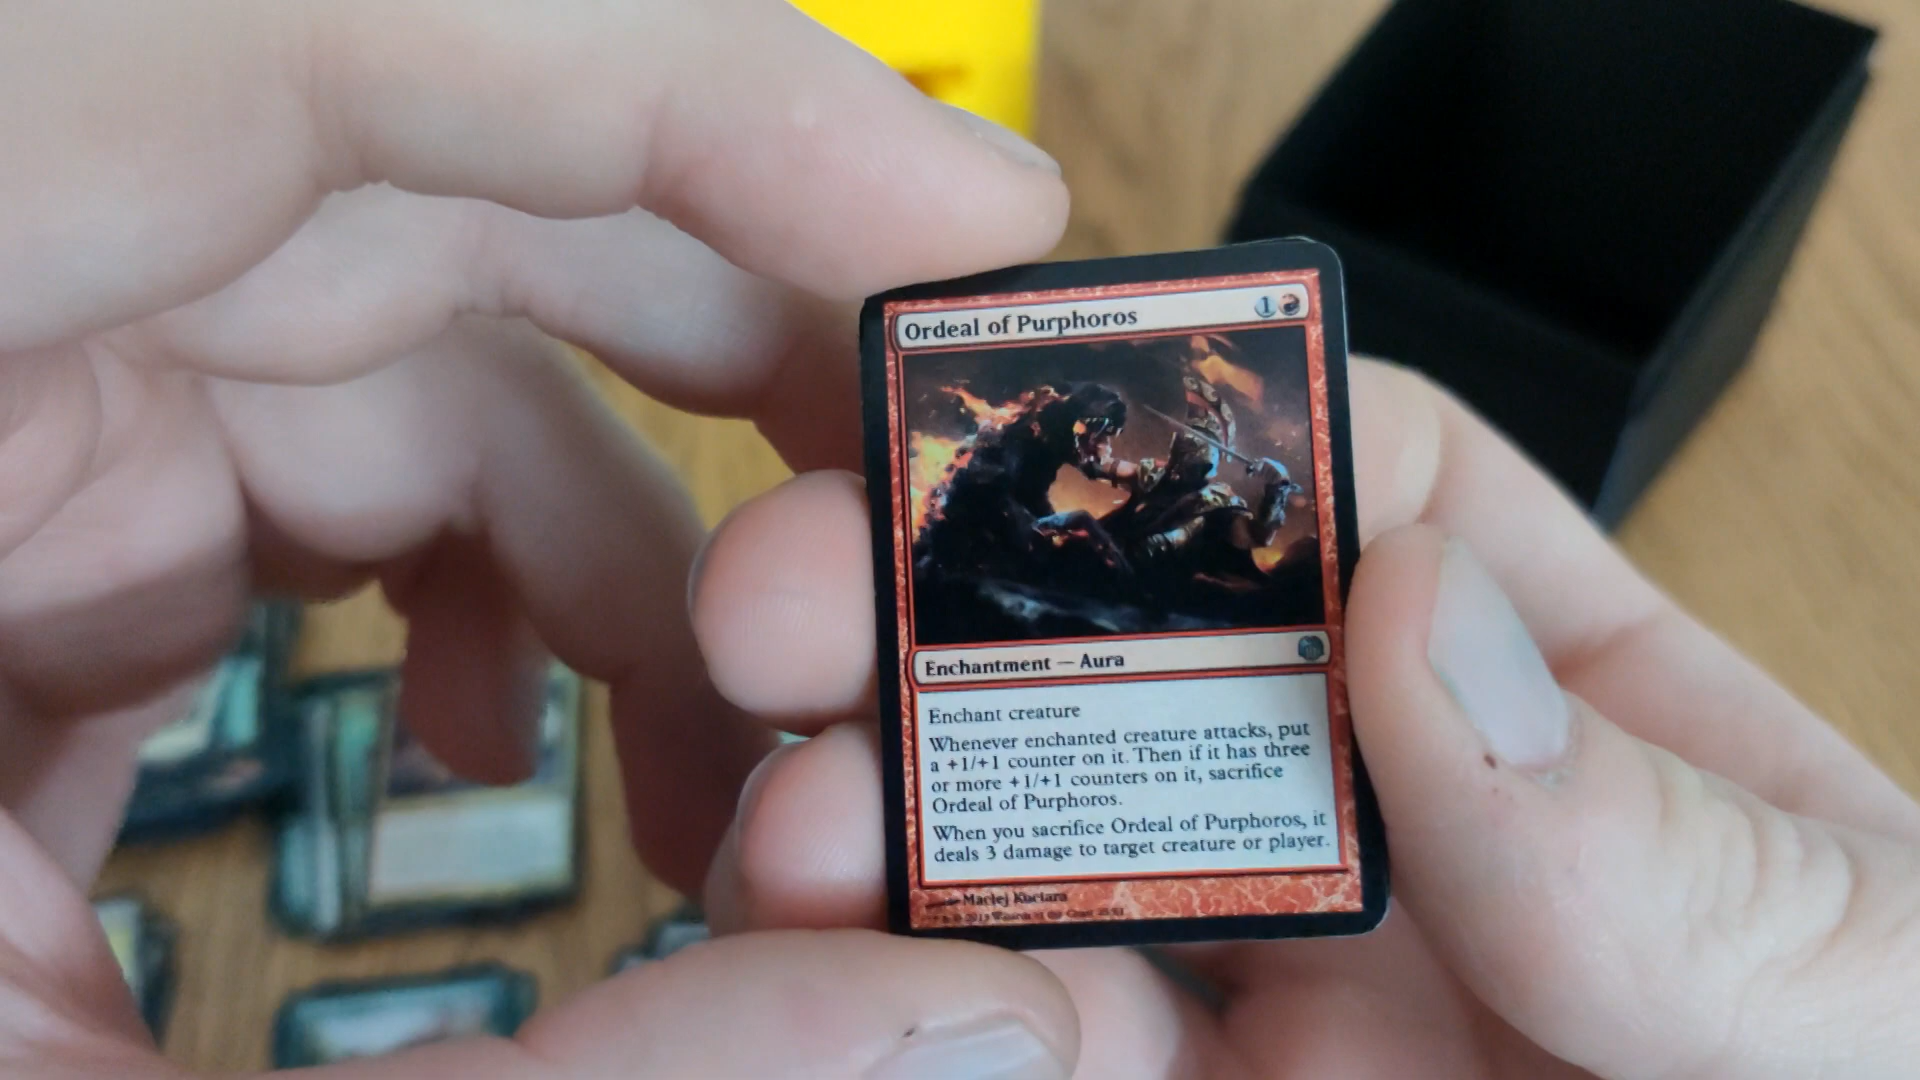 Ordeal of Purphoros 1
Enchantment — Aura
Enchant creature
Whenever enchanted creature attacks, put
a +1/+1 counter on it. Then if it has three
or more +1/+1 counters on it, sacrifice
Ordeal of Purphoros.
When you sacrifice Ordeal of Purphoros, it
deals 3 damage to target creature or player.
Maciej Kuciara